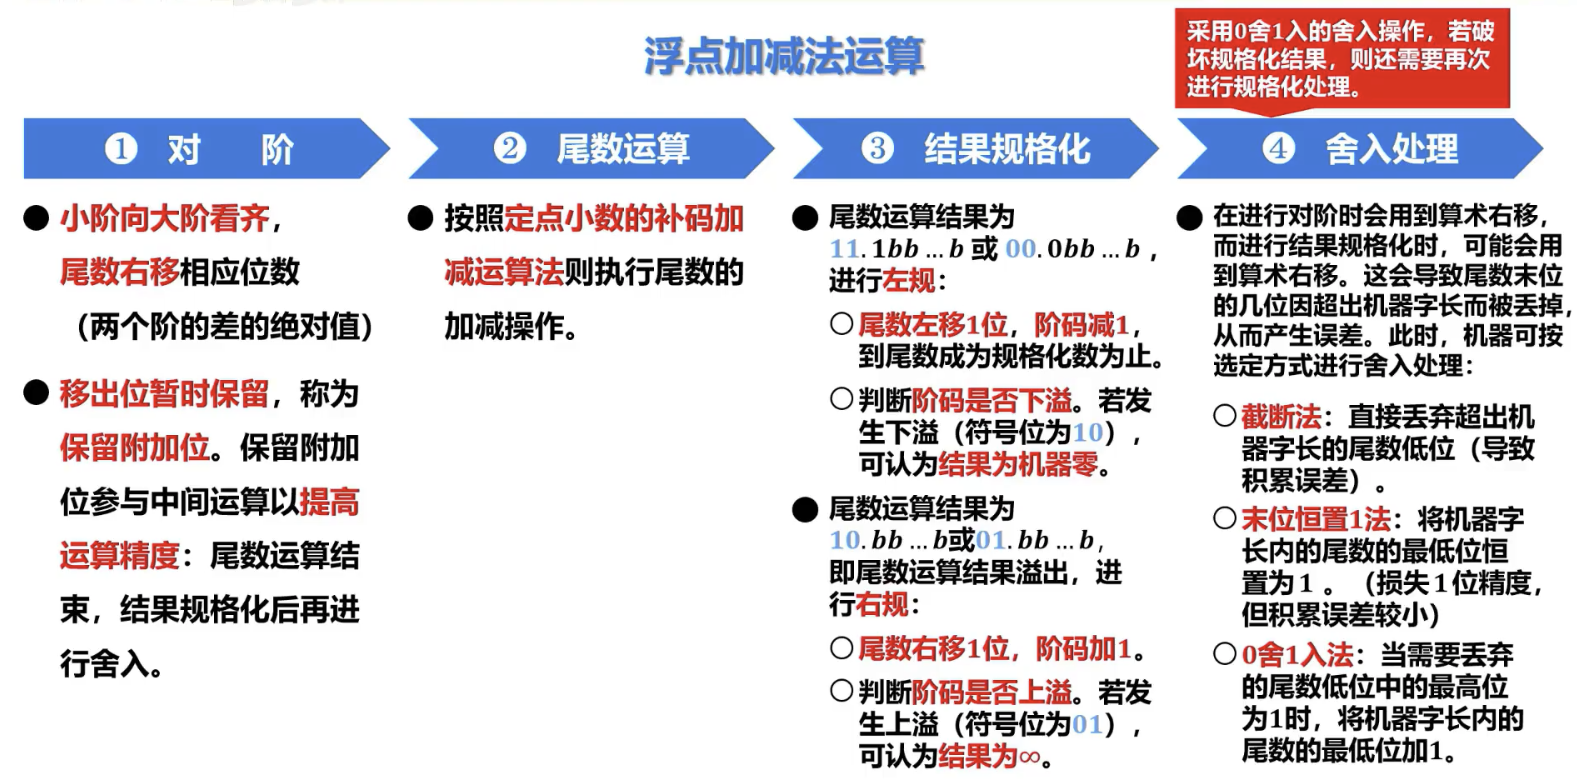 浮点加减法运算
采用0舍1入的舍入操作，若破
坏规格化结果，则还需要再次
进行规格化处理。
❶ 对 阶
小阶向大阶看齐，
尾数右移相应位数
（两个阶的差的绝对值）
移出位暂时保留，称为
保留附加位。保留附加
位参与中间运算以提高
运算精度：尾数运算结
束，结果规格化后再进
行舍入。
❷ 尾数运算
按照定点小数的补码加
减运算法则执行尾数的
加减操作。
❸ 结果规格化
尾数运算结果为
11.1bb…b 或 00.0bb…b，
进行左规：
尾数左移1位，阶码减1，
到尾数成为规格化数为止。
判断阶码是否下溢。若发
生下溢（符号位为10），
可认为结果为机器零。
尾数运算结果为
10.bb…b或01.bb…b，
即尾数运算结果溢出，进
行右规：
尾数右移1位，阶码加1。
判断阶码是否上溢。若发
生上溢（符号位为01），
可认为结果为∞。
❹ 舍入处理
在进行对阶时会用到算术右移，
而进行结果规格化时，可能会用
到算术右移。这会导致尾数末位
的几位因超出机器字长而被丢掉，
从而产生误差。此时，机器可按
选定方式进行舍入处理：
截断法：直接丢弃超出机
器字长的尾数低位（导致
积累误差）。
末位恒置1法：将机器字
长内的尾数的最低位恒
置为1 。（损失1位精度，
但积累误差较小）
0舍1入法：当需要丢弃
的尾数低位中的最高位
为1时，将机器字长内的
尾数的最低位加1。